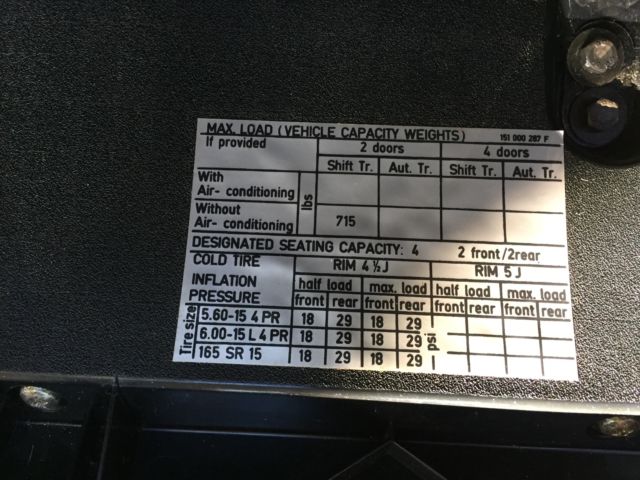 MAX. LOAD (VEHICLE CAPACITY WEIGHTS) 151 000 287 F
If provided 2 doors 4 doors
Shift Tr. Aut. Tr. Shift Tr. Aut. Tr.
With
Air- conditioning
lbs
Without
Air- conditioning 715
DESIGNATED SEATING CAPACITY: 4 2 front/2rear
COLD TIRE
INFLATION
PRESSURE
RIM 4 ½ J RIM 5 J
half load max. load half load max. load
front rear front rear front rear front rear
Tire size
5.60-15 4 PR 18 29 18 29
6.00-15 L 4 PR 18 29 18 29
165 SR 15 18 29 18 29
psi